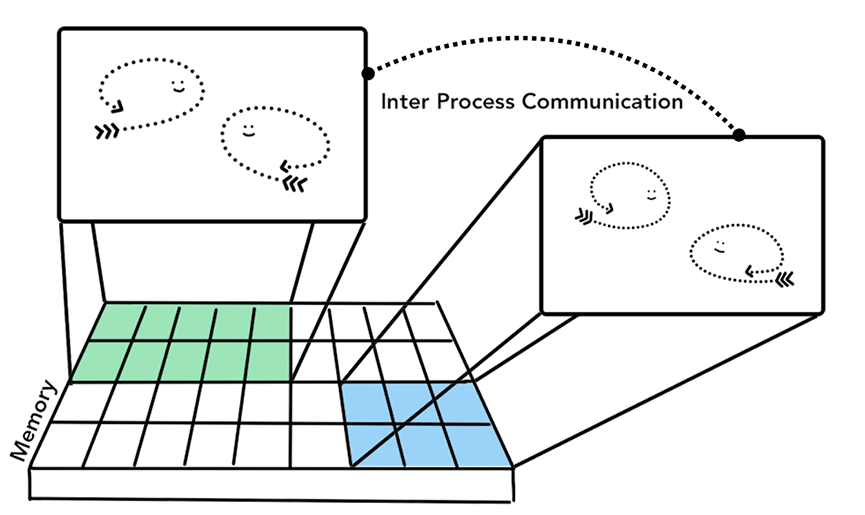 Inter Process Communication
Memory